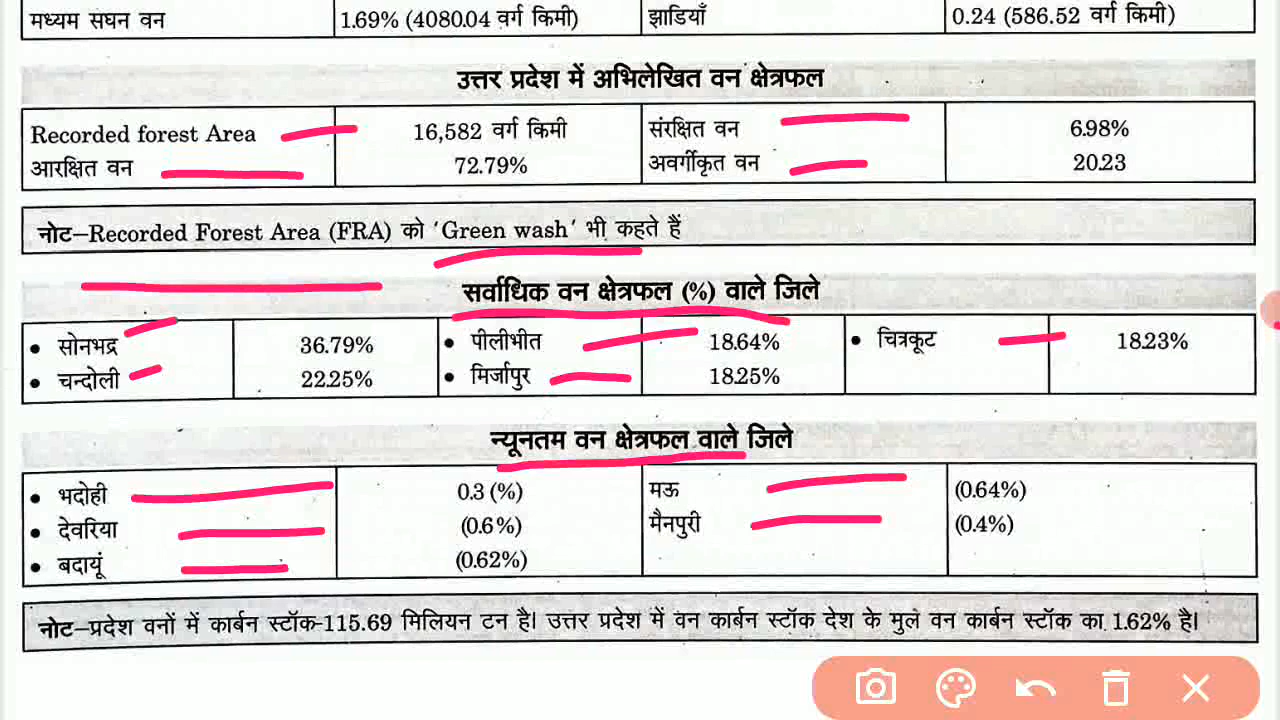 मध्यम सघन वन 1.69% (4080.04 वर्ग किमी) झाडियाँ 0.24 (586.52 वर्ग किमी)
उत्तर प्रदेश में अभिलेखित वन क्षेत्रफल
Recorded forest Area 16,582 वर्ग किमी संरक्षित वन 6.98%
आरक्षित वन 72.79% अवर्गीकृत वन 20.23
नोट–Recorded Forest Area (FRA) को 'Green wash' भी कहते हैं
सर्वाधिक वन क्षेत्रफल (%) वाले जिले
• सोनभद्र 36.79% • पीलीभीत 18.64% • चित्रकूट 18.23%
• चन्दोली 22.25% • मिर्जापुर 18.25%
न्यूनतम वन क्षेत्रफल वाले जिले
• भदोही 0.3 (%) मऊ (0.64%)
• देवरिया (0.6%) मैनपुरी (0.4%)
• बदायूं (0.62%)
नोट–प्रदेश वनों में कार्बन स्टॉक-115.69 मिलियन टन है। उत्तर प्रदेश में वन कार्बन स्टॉक देश के मुल वन कार्बन स्टॉक का 1.62% है।